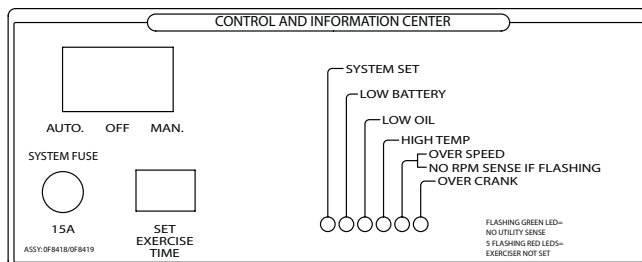 CONTROL AND INFORMATION CENTER
AUTO. OFF MAN.
SYSTEM FUSE
15A
SET
EXERCISE
TIME
ASSY:0F8418/0F8419
SYSTEM SET
LOW BATTERY
LOW OIL
HIGH TEMP
OVER SPEED
NO RPM SENSE IF FLASHING
OVER CRANK
FLASHING GREEN LED=
NO UTILITY SENSE
5 FLASHING RED LEDS=
EXERCISER NOT SET